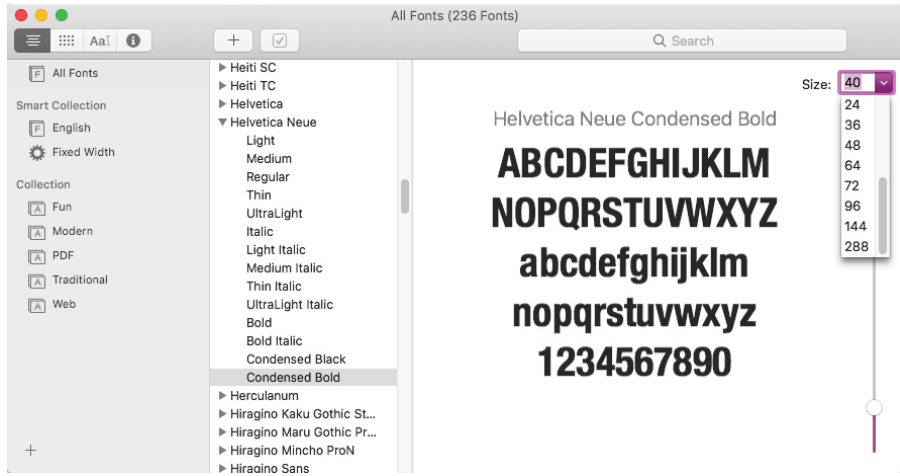 All Fonts (236 Fonts)
AaI
Search
All Fonts
Smart Collection
English
Fixed Width
Collection
Fun
Modern
PDF
Traditional
Web
Heiti SC
Heiti TC
Helvetica
Helvetica Neue
Light
Medium
Regular
Thin
UltraLight
Italic
Light Italic
Medium Italic
Thin Italic
UltraLight Italic
Bold
Bold Italic
Condensed Black
Condensed Bold
Herculanum
Hiragino Kaku Gothic St...
Hiragino Maru Gothic Pr...
Hiragino Mincho ProN
Hiragino Sans
Size: 40
24
36
48
64
72
96
144
288
Helvetica Neue Condensed Bold
ABCDEFGHIJKLM
NOPQRSTUVWXYZ
abcdefghijklm
nopqrstuvwxyz
1234567890